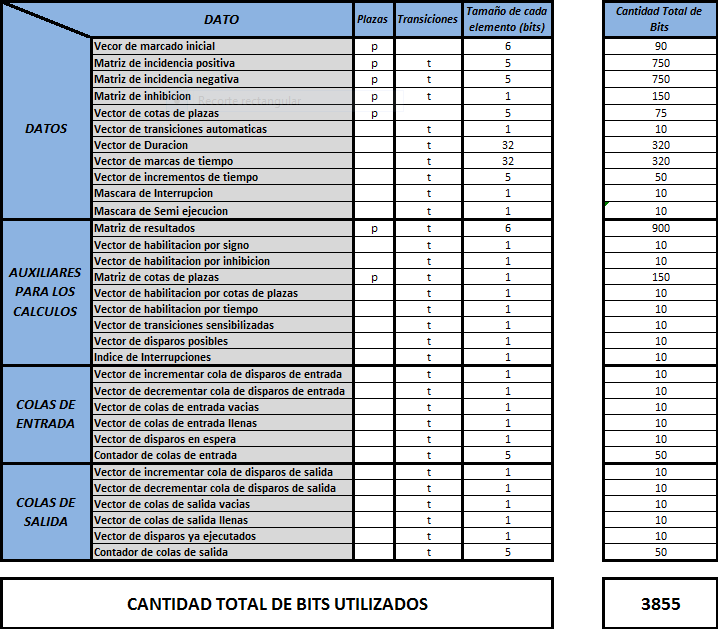 DATO Plazas Transiciones Tamaño de cada elemento (bits) Cantidad Total de Bits
DATOS
Vecor de marcado inicial p 6 90
Matriz de incidencia positiva p t 5 750
Matriz de incidencia negativa p t 5 750
Matriz de inhibicion p t 1 150
Recorte rectangular
Vector de cotas de plazas p 5 75
Vector de transiciones automaticas t 1 10
Vector de Duracion t 32 320
Vector de marcas de tiempo t 32 320
Vector de incrementos de tiempo t 5 50
Mascara de Interrupcion t 1 10
Mascara de Semi ejecucion t 1 10
AUXILIARES
PARA LOS
CALCULOS
Matriz de resultados p t 6 900
Vector de habilitacion por signo t 1 10
Vector de habilitacion por inhibicion t 1 10
Matriz de cotas de plazas p t 1 150
Vector de habilitacion por cotas de plazas t 1 10
Vector de habilitacion por tiempo t 1 10
Vector de transiciones sensibilizadas t 1 10
Vector de disparos posibles t 1 10
Indice de Interrupciones t 1 10
COLAS DE
ENTRADA
Vector de incrementar cola de disparos de entrada t 1 10
Vector de decrementar cola de disparos de entrada t 1 10
Vector de colas de entrada vacias t 1 10
Vector de colas de entrada llenas t 1 10
Vector de disparos en espera t 1 10
Contador de colas de entrada t 5 50
COLAS DE
SALIDA
Vector de incrementar cola de disparos de salida t 1 10
Vector de decrementar cola de disparos de salida t 1 10
Vector de colas de salida vacias t 1 10
Vector de colas de salida llenas t 1 10
Vector de disparos ya ejecutados t 1 10
Contador de colas de salida t 5 50
CANTIDAD TOTAL DE BITS UTILIZADOS 3855